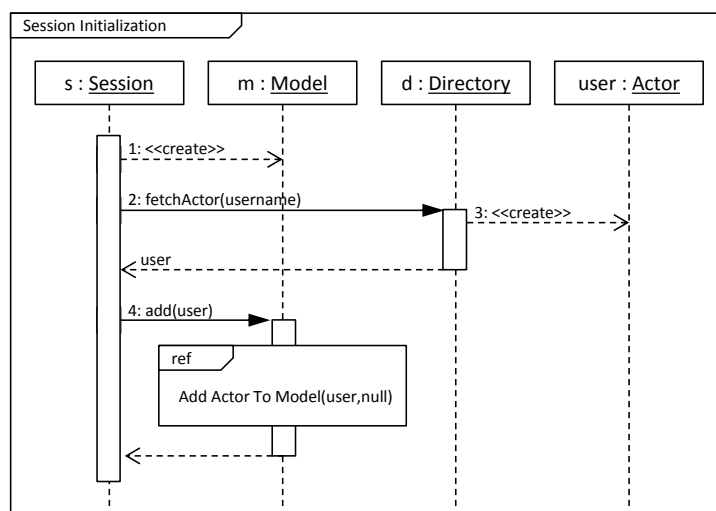 Session Initialization
s : Session
m : Model
d : Directory
user : Actor
1: <<create>>
2: fetchActor(username)
3: <<create>>
user
4: add(user)
ref
Add Actor To Model(user,null)